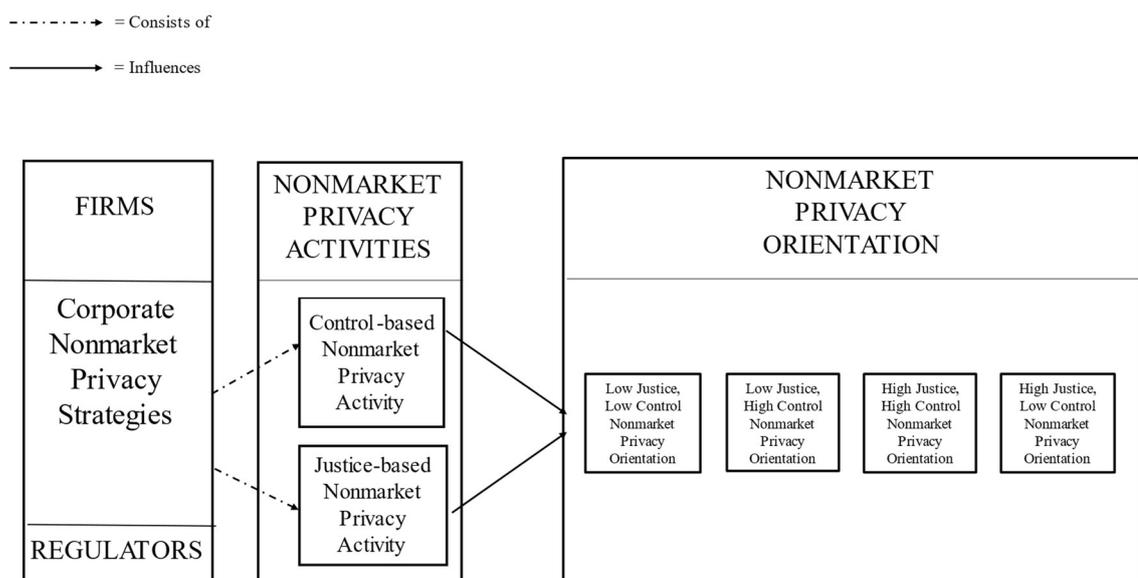 = Consists of
= Influences
FIRMS
Corporate
Nonmarket
Privacy
Strategies
REGULATORS
NONMARKET
PRIVACY
ACTIVITIES
Control-based
Nonmarket
Privacy
Activity
Justice-based
Nonmarket
Privacy
Activity
NONMARKET
PRIVACY
ORIENTATION
Low Justice,
Low Control
Nonmarket
Privacy
Orientation
Low Justice,
High Control
Nonmarket
Privacy
Orientation
High Justice,
High Control
Nonmarket
Privacy
Orientation
High Justice,
Low Control
Nonmarket
Privacy
Orientation